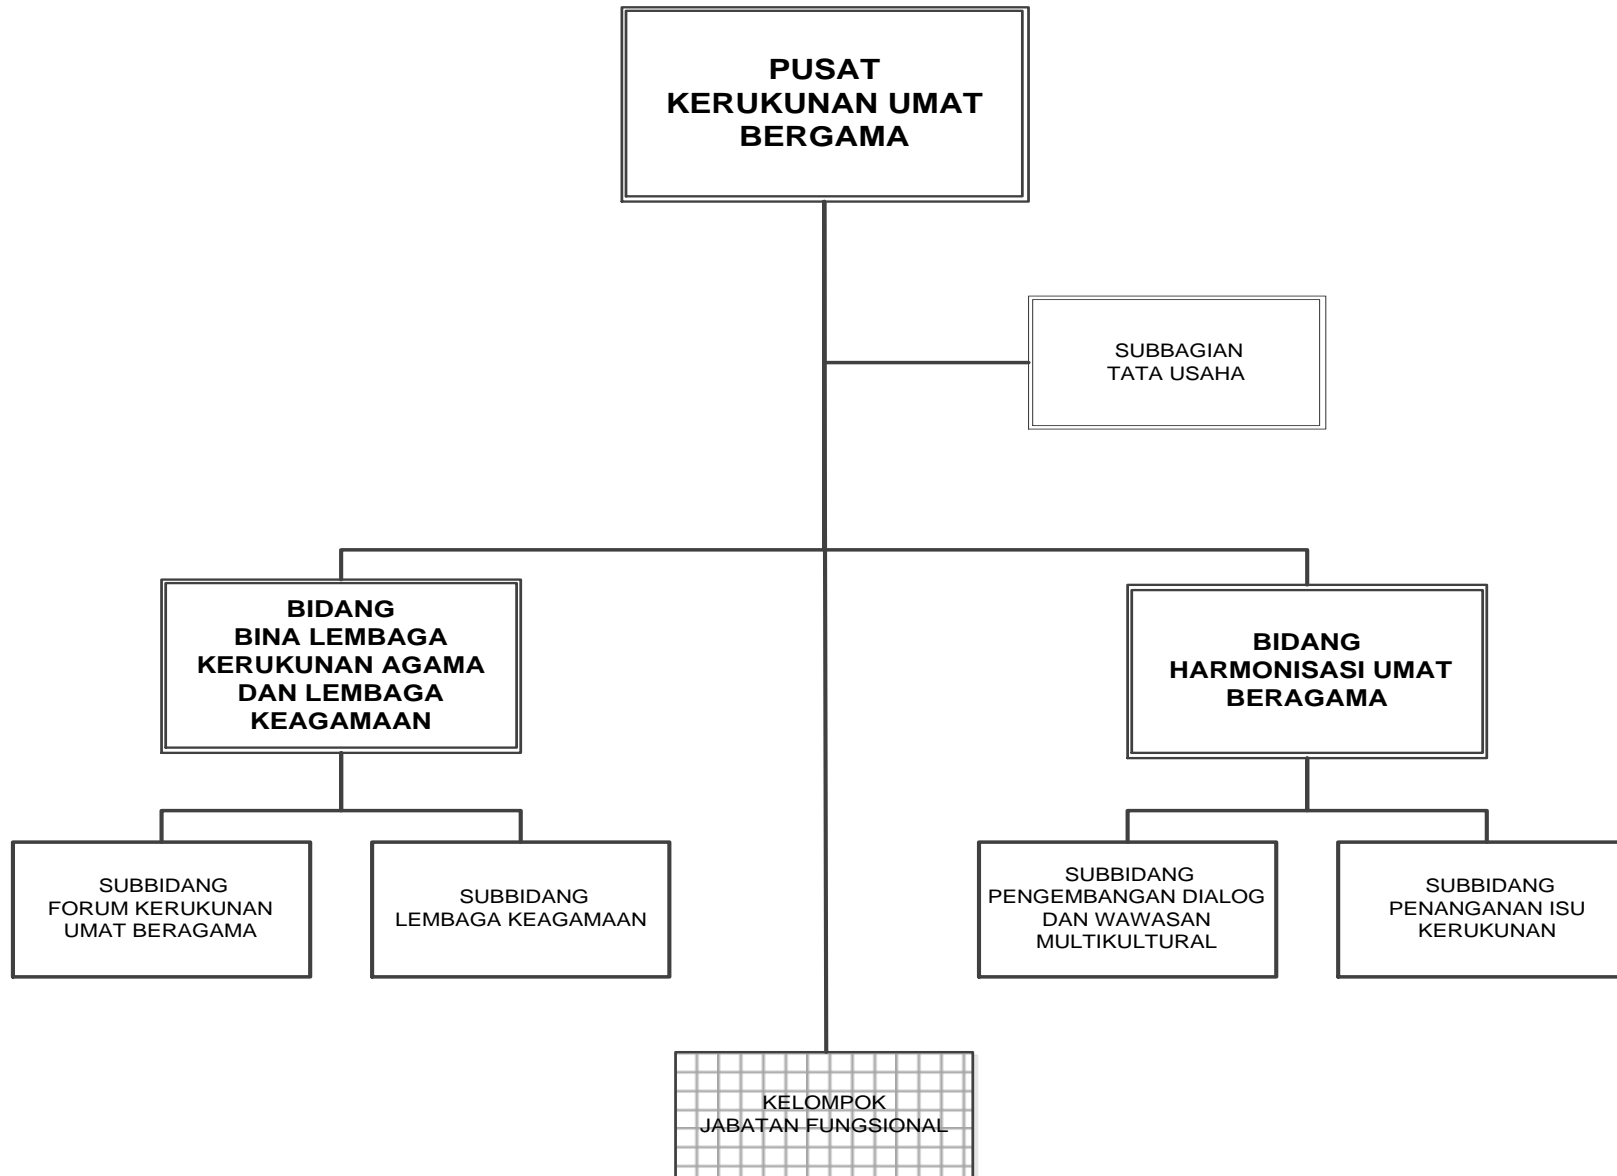 PUSAT
KERUKUNAN UMAT
BERGAMA
SUBBAGIAN
TATA USAHA
BIDANG
BINA LEMBAGA
KERUKUNAN AGAMA
DAN LEMBAGA
KEAGAMAAN
BIDANG
HARMONISASI UMAT
BERAGAMA
SUBBIDANG
FORUM KERUKUNAN
UMAT BERAGAMA
SUBBIDANG
LEMBAGA KEAGAMAAN
SUBBIDANG
PENGEMBANGAN DIALOG
DAN WAWASAN
MULTIKULTURAL
SUBBIDANG
PENANGANAN ISU
KERUKUNAN
KELOMPOK
JABATAN FUNGSIONAL